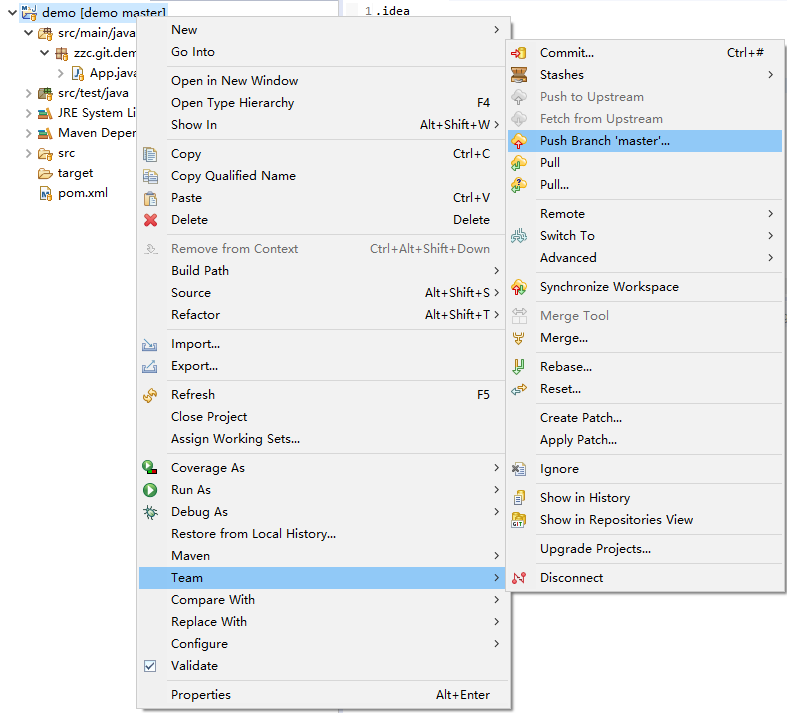 demo [demo master]
src/main/java
zzc.git.dem
App.java
src/test/java
JRE System Li
Maven Deper
src
target
pom.xml
1 .idea
New
Go Into
Open in New Window
Open Type Hierarchy F4
Show In Alt+Shift+W
Copy Ctrl+C
Copy Qualified Name
Paste Ctrl+V
Delete Delete
Remove from Context Ctrl+Alt+Shift+Down
Build Path
Source Alt+Shift+S
Refactor Alt+Shift+T
Import...
Export...
Refresh F5
Close Project
Assign Working Sets...
Coverage As
Run As
Debug As
Restore from Local History...
Maven
Team
Compare With
Replace With
Configure
Validate
Properties Alt+Enter
Commit... Ctrl+#
Stashes
Push to Upstream
Fetch from Upstream
Push Branch 'master'...
Pull
Pull...
Remote
Switch To
Advanced
Synchronize Workspace
Merge Tool
Merge...
Rebase...
Reset...
Create Patch...
Apply Patch...
Ignore
Show in History
Show in Repositories View
Upgrade Projects...
Disconnect